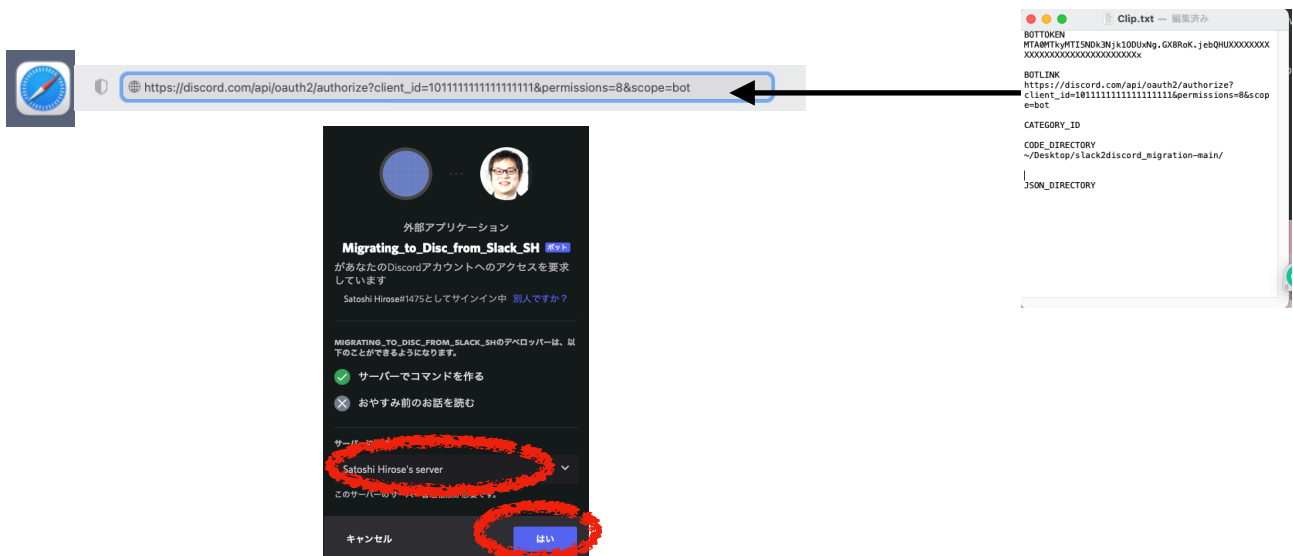 https://discord.com/api/oauth2/authorize?client_id=1011111111111111111&permissions=8&scope=bot
Clip.txt — 編集済み
BOTTOKEN
MTA0MTkyMTI5NDk3Njk1ODUxNg.GX8RoK.jebQHUXXXXXXXX
XXXXXXXXXXXXXXXXXXXXXXx
BOTLINK
https://discord.com/api/oauth2/authorize?
client_id=1011111111111111111&permissions=8&scop
e=bot
CATEGORY_ID
CODE_DIRECTORY
~/Desktop/slack2discord_migration-main/
JSON_DIRECTORY
外部アプリケーション
Migrating_to_Disc_from_Slack_SH ボット
があなたのDiscordアカウントへのアクセスを要求
しています
Satoshi Hirose#1475としてサインイン中 別人ですか？
MIGRATING_TO_DISC_FROM_SLACK_SHのデベロッパーは、以
下のことができるようになります。
サーバーでコマンドを作る
おやすみ前のお話を読む
Satoshi Hirose's server
このサーバーの
キャンセル
はい